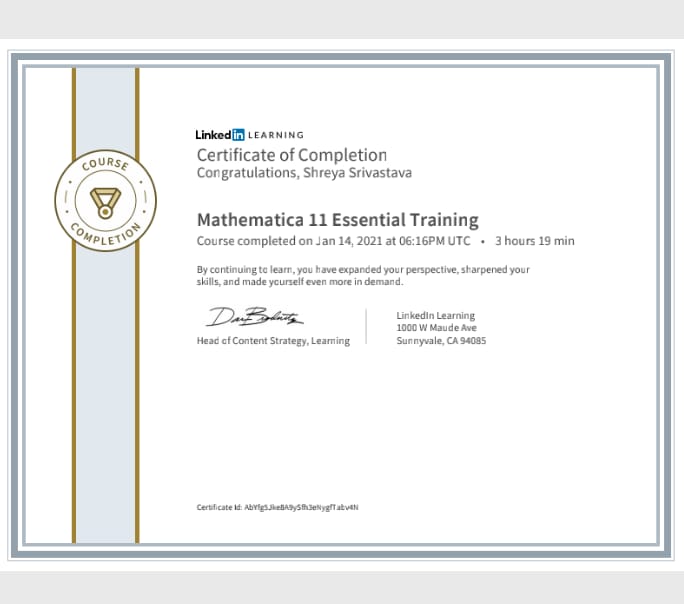 COURSE
COMPLETION
Linked in LEARNING
Certificate of Completion
Congratulations, Shreya Srivastava
Mathematica 11 Essential Training
Course completed on Jan 14, 2021 at 06:16PM UTC • 3 hours 19 min
By continuing to learn, you have expanded your perspective, sharpened your
skills, and made yourself even more in demand.
Head of Content Strategy, Learning
LinkedIn Learning
1000 W Maude Ave
Sunnyvale, CA 94085
Certificate Id: